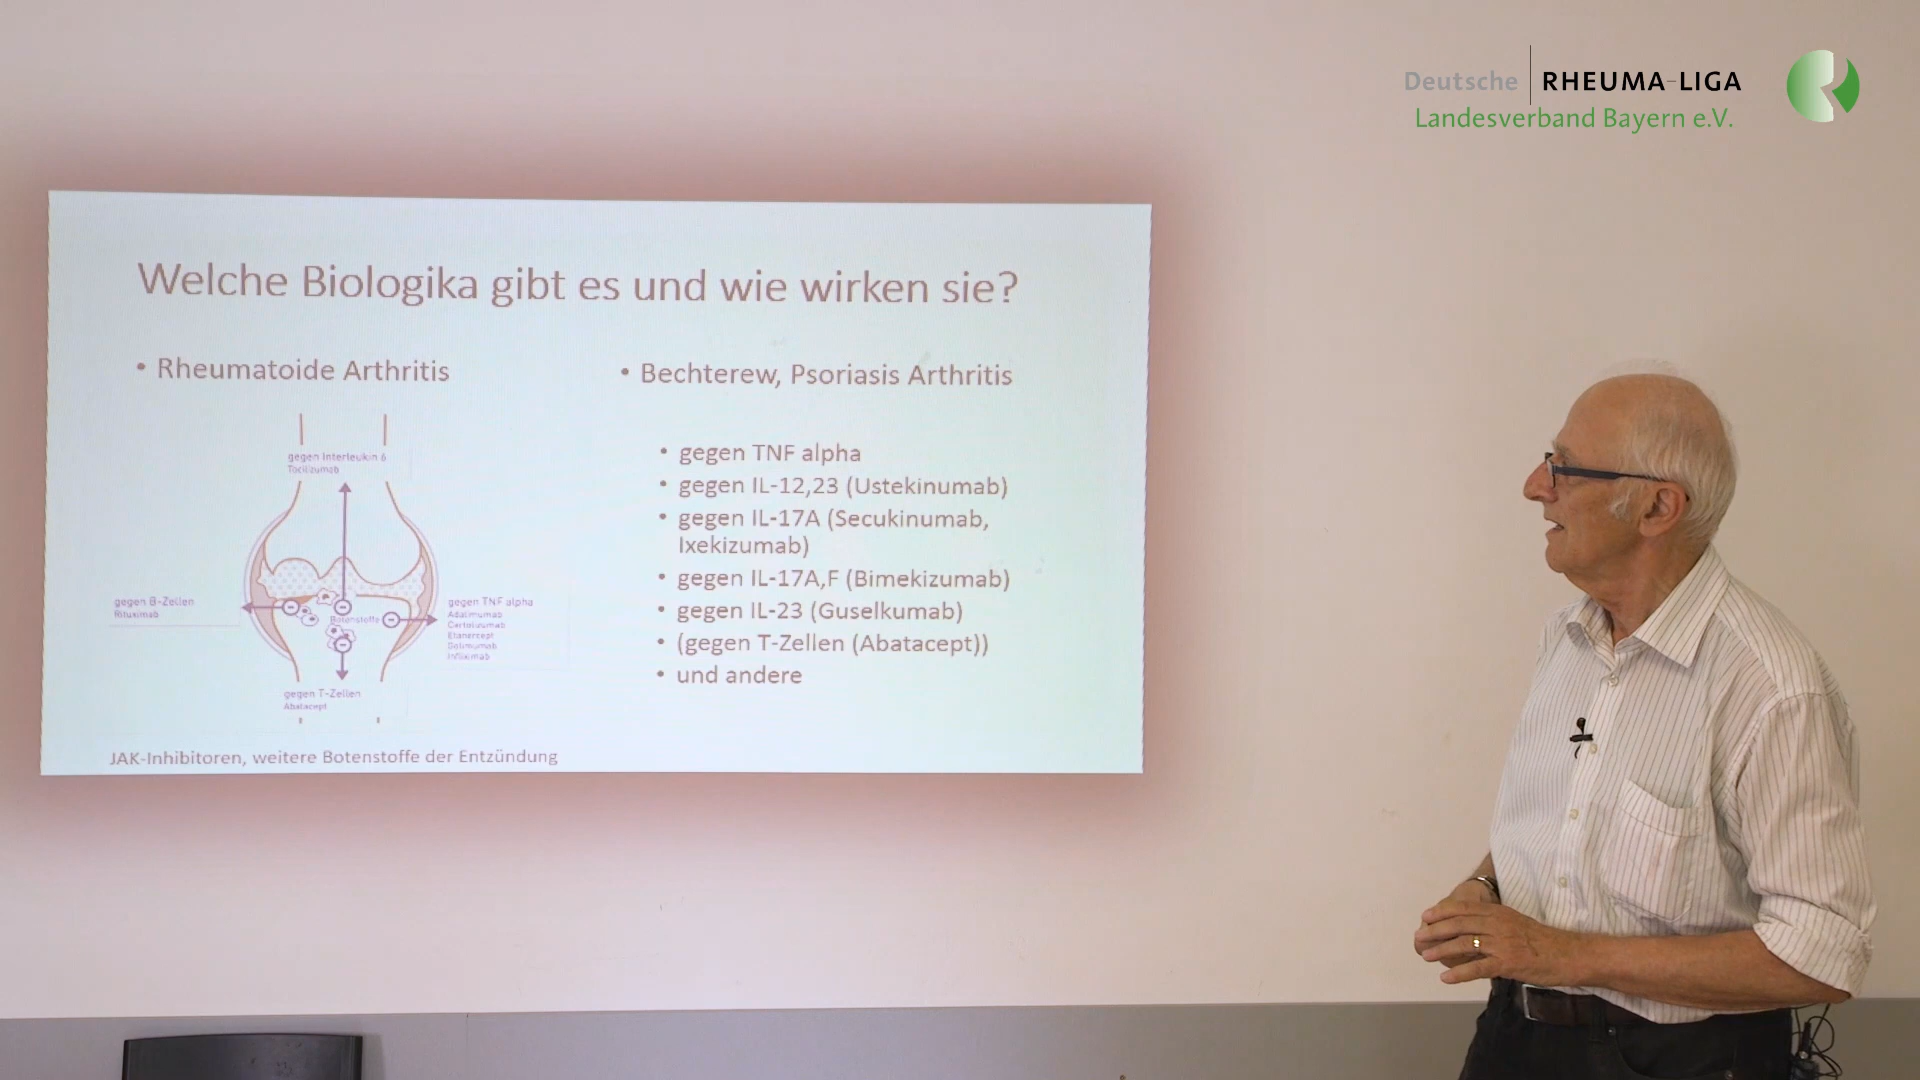 Deutsche RHEUMA-LIGA
Landesverband Bayern e.V.
Welche Biologika gibt es und wie wirken sie?
• Rheumatoide Arthritis
gegen Interleukin 6
Tocilizumab
gegen B-Zellen
Rituximab
Botenstoffe
gegen TNF alpha
Adalimumab
Certolizumab
Etanercept
Golimumab
Infliximab
gegen T-Zellen
Abatacept
JAK-Inhibitoren, weitere Botenstoffe der Entzündung
• Bechterew, Psoriasis Arthritis
• gegen TNF alpha
• gegen IL-12,23 (Ustekinumab)
• gegen IL-17A (Secukinumab,
Ixekizumab)
• gegen IL-17A,F (Bimekizumab)
• gegen IL-23 (Guselkumab)
• (gegen T-Zellen (Abatacept))
• und andere